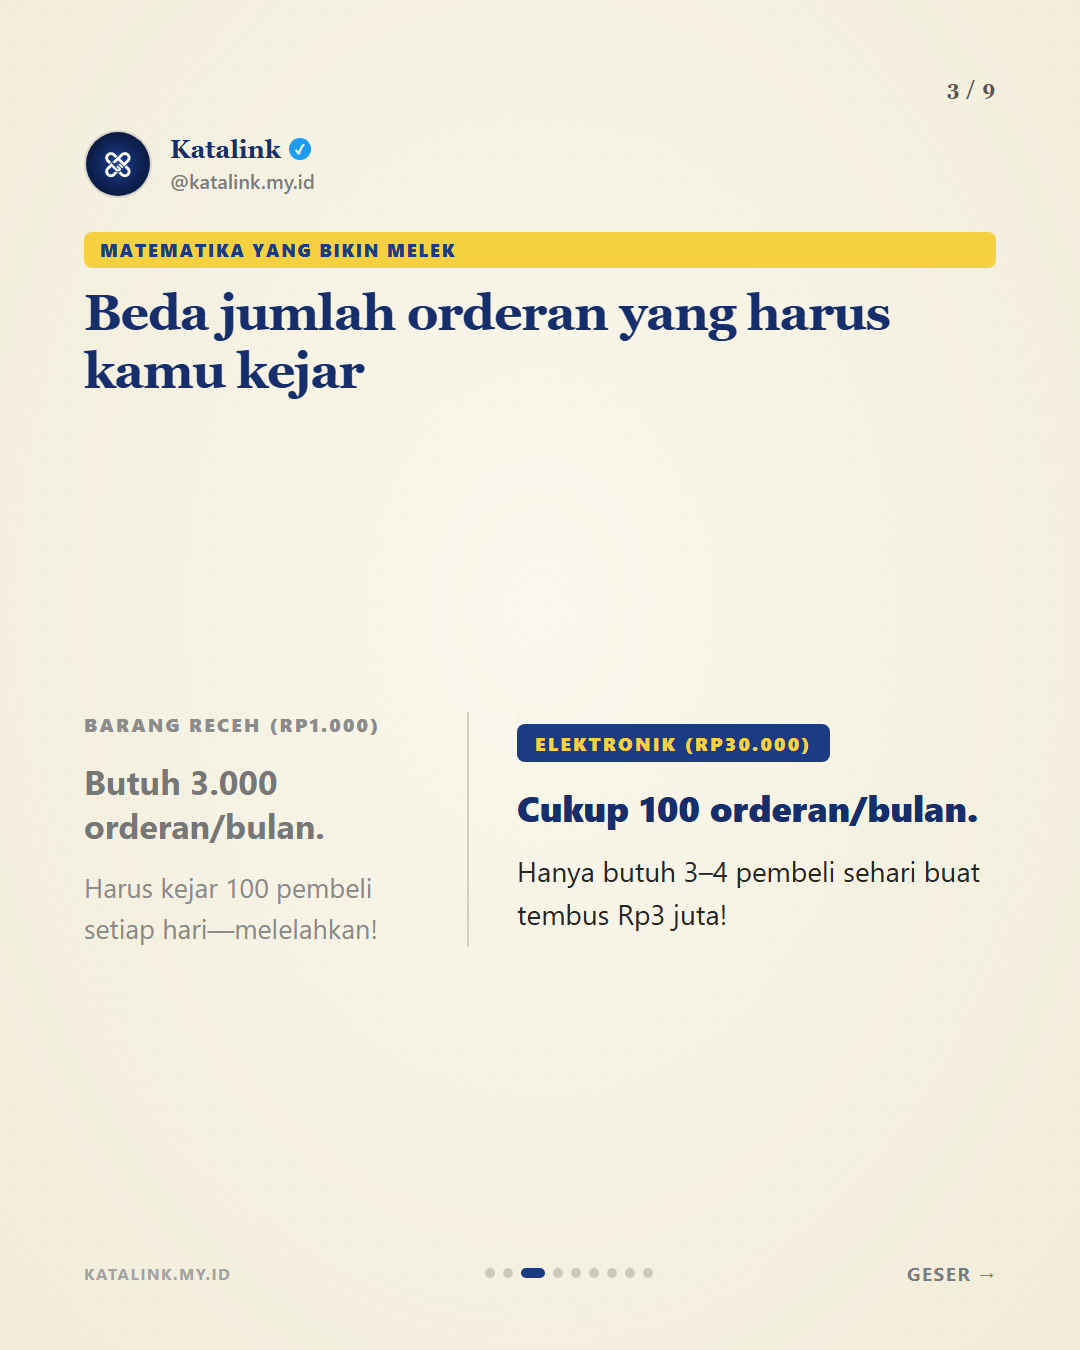 3 / 9
Katalink
@katalink.my.id
MATEMATIKA YANG BIKIN MELEK
Beda jumlah orderan yang harus
kamu kejar
BARANG RECEH (RP1.000)
Butuh 3.000
orderan/bulan.
Harus kejar 100 pembeli
setiap hari—melelahkan!
ELEKTRONIK (RP30.000)
Cukup 100 orderan/bulan.
Hanya butuh 3–4 pembeli sehari buat
tembus Rp3 juta!
KATALINK.MY.ID
GESER →